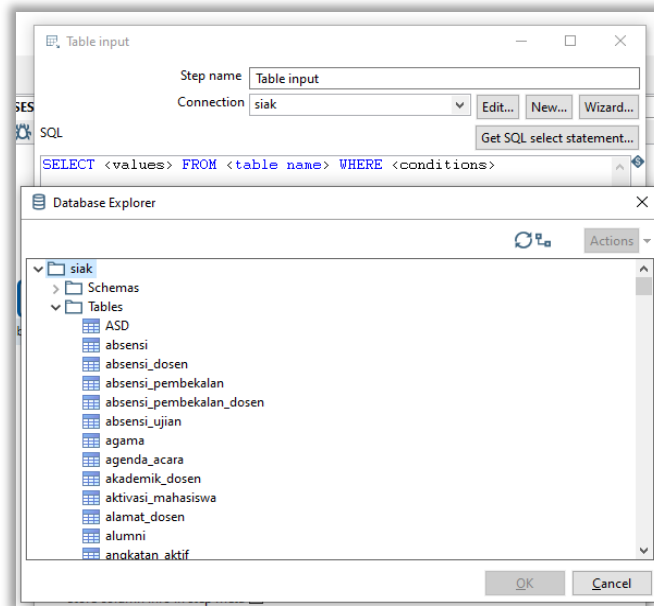 Table input
Step name Table input
Connection siak Edit... New... Wizard...
SES
SQL Get SQL select statement...
SELECT <values> FROM <table name> WHERE <conditions>
Database Explorer
Actions
siak
Schemas
Tables
ASD
absensi
absensi_dosen
absensi_pembekalan
absensi_pembekalan_dosen
absensi_ujian
agama
agenda_acara
akademik_dosen
aktivasi_mahasiswa
alamat_dosen
alumni
angkatan_aktif
OK Cancel